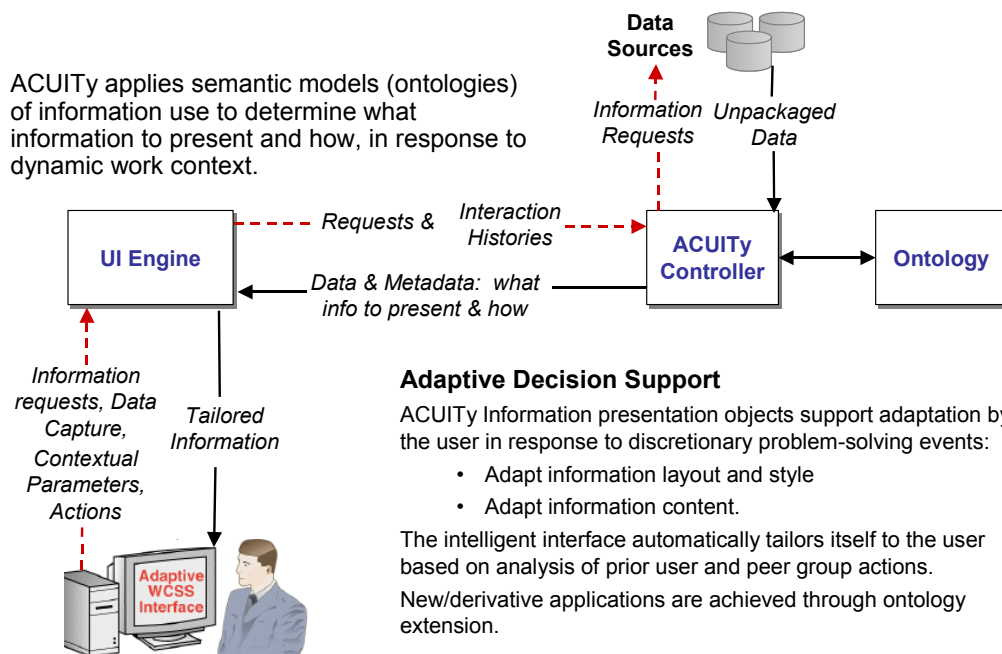 Data
Sources
ACUITy applies semantic models (ontologies)
of information use to determine what
information to present and how, in response to
dynamic work context.
Information
Requests
Unpackaged
Data
UI Engine
Requests &
Interaction
Histories
ACUITy
Controller
Ontology
Data & Metadata:  what
info to present & how
Information
requests, Data
Capture,
Contextual
Parameters,
Actions
Tailored
Information
Adaptive
WCSS
Interface
Adaptive Decision Support
ACUITy Information presentation objects support adaptation by
the user in response to discretionary problem-solving events:
• Adapt information layout and style
• Adapt information content.
The intelligent interface automatically tailors itself to the user
based on analysis of prior user and peer group actions.
New/derivative applications are achieved through ontology
extension.